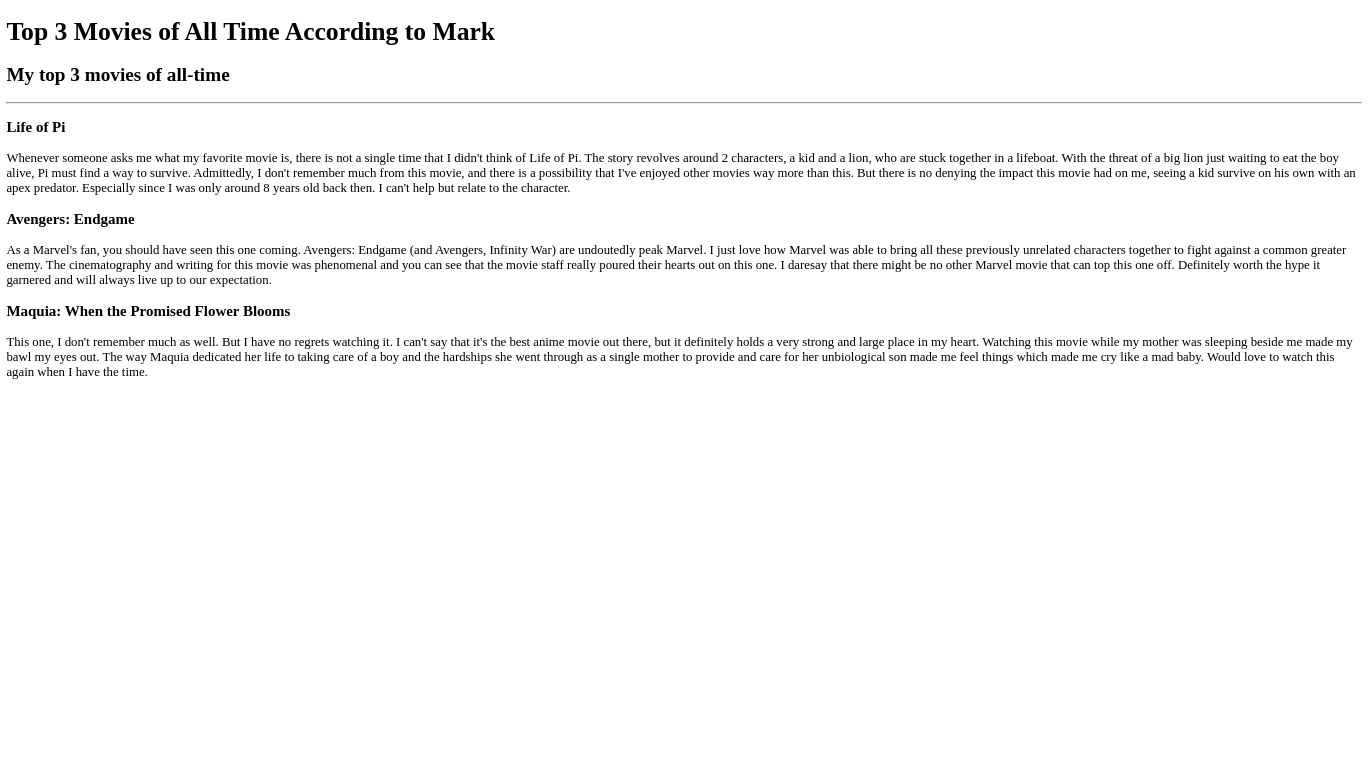 Top 3 Movies of All Time According to Mark
My top 3 movies of all-time
Life of Pi
Whenever someone asks me what my favorite movie is, there is not a single time that I didn't think of Life of Pi. The story revolves around 2 characters, a kid and a lion, who are stuck together in a lifeboat. With the threat of a big lion just waiting to eat the boy
alive, Pi must find a way to survive. Admittedly, I don't remember much from this movie, and there is a possibility that I've enjoyed other movies way more than this. But there is no denying the impact this movie had on me, seeing a kid survive on his own with an
apex predator. Especially since I was only around 8 years old back then. I can't help but relate to the character.
Avengers: Endgame
As a Marvel's fan, you should have seen this one coming. Avengers: Endgame (and Avengers, Infinity War) are undoutedly peak Marvel. I just love how Marvel was able to bring all these previously unrelated characters together to fight against a common greater
enemy. The cinematography and writing for this movie was phenomenal and you can see that the movie staff really poured their hearts out on this one. I daresay that there might be no other Marvel movie that can top this one off. Definitely worth the hype it
garnered and will always live up to our expectation.
Maquia: When the Promised Flower Blooms
This one, I don't remember much as well. But I have no regrets watching it. I can't say that it's the best anime movie out there, but it definitely holds a very strong and large place in my heart. Watching this movie while my mother was sleeping beside me made my
bawl my eyes out. The way Maquia dedicated her life to taking care of a boy and the hardships she went through as a single mother to provide and care for her unbiological son made me feel things which made me cry like a mad baby. Would love to watch this
again when I have the time.